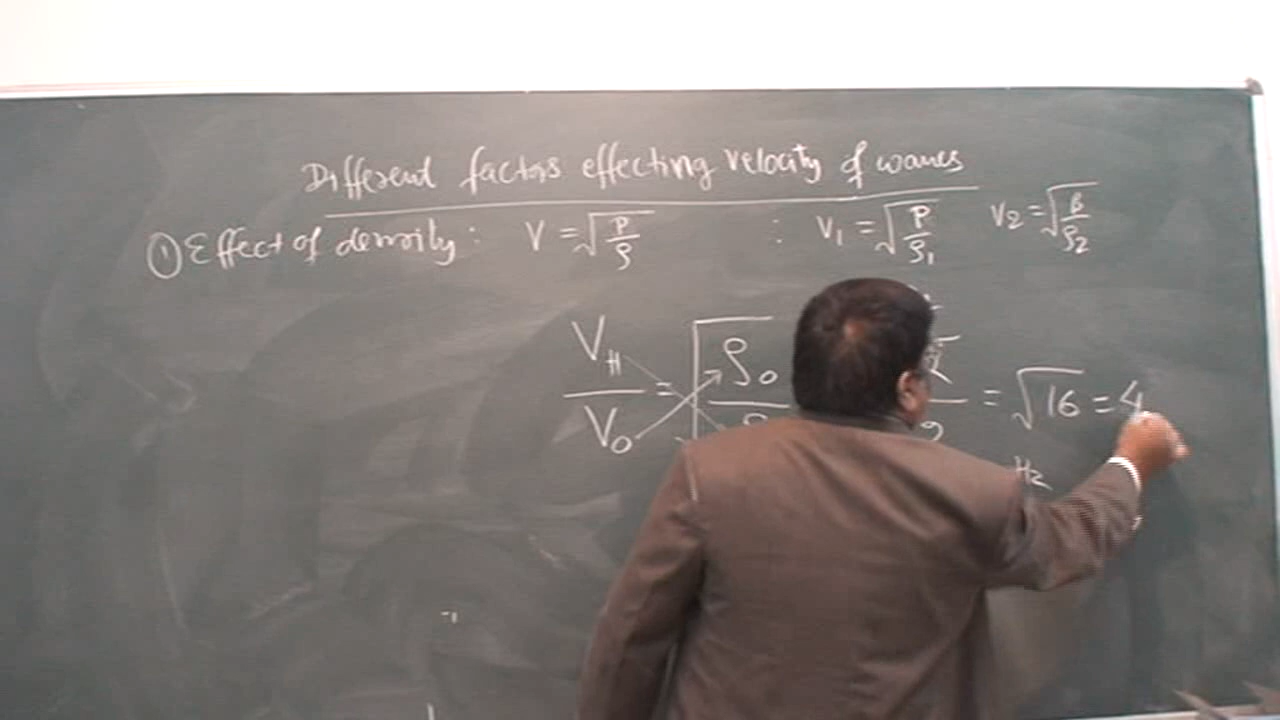 Different factors effecting velocity of waves
① Effect of density : V = √P/ρ : V₁ = √P/ρ₁ V₂ = √P/ρ₂
V_H / V_O = √ρ_O = √16 = 4
H₂